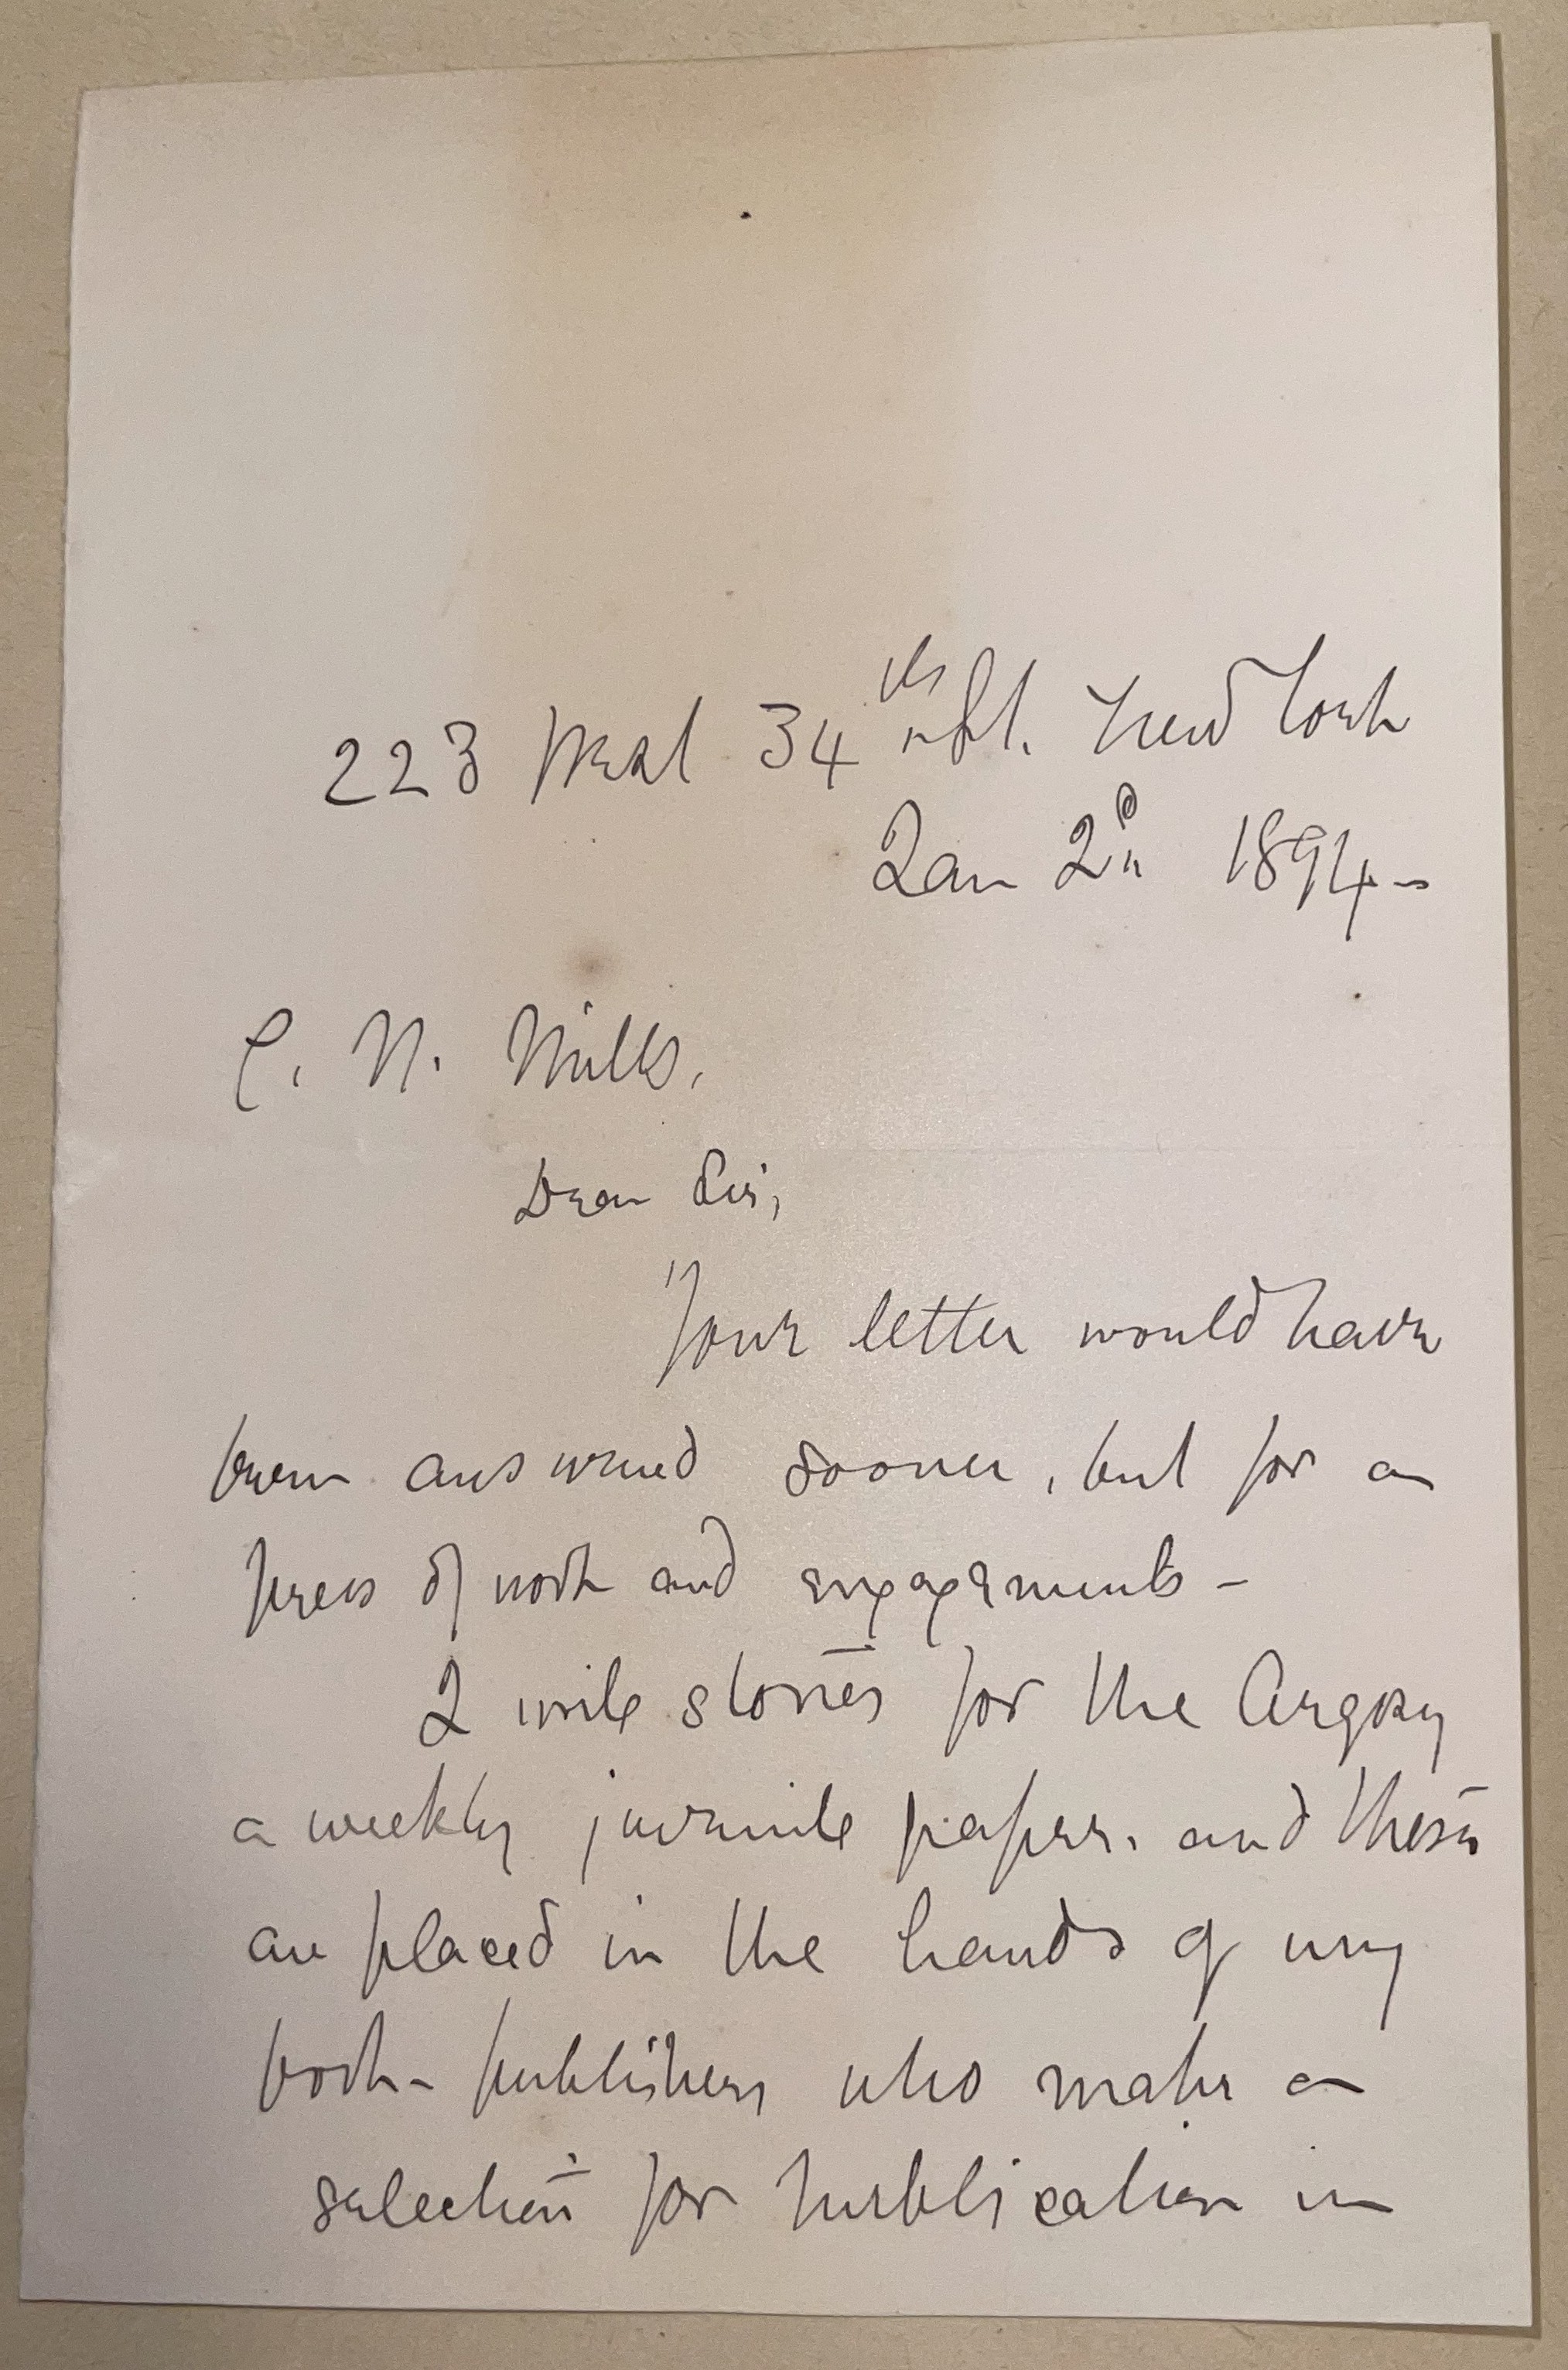 223 West 34th St. New York
Jan 2d 1894 -
C. N. Mills,
Dear Sir,
Your letter would have
been answered sooner, but for a
press of work and engagements -
I write stories for the Argosy
a weekly juvenile paper, and these
are placed in the hands of my
book-publishers who make a
selection for publication in